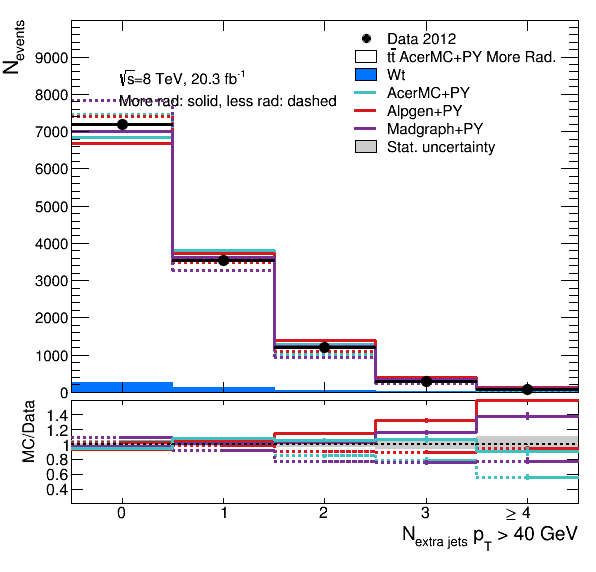 N_events
9000
8000
7000
6000
5000
4000
3000
2000
1000
0
√s=8 TeV, 20.3 fb⁻¹
More rad: solid, less rad: dashed
Data 2012
tt̄ AcerMC+PY More Rad.
Wt
AcerMC+PY
Alpgen+PY
Madgraph+PY
Stat. uncertainty
MC/Data
1.4
1.2
1
0.8
0.6
0.4
0 1 2 3 ≥ 4
N_extra jets p_T > 40 GeV